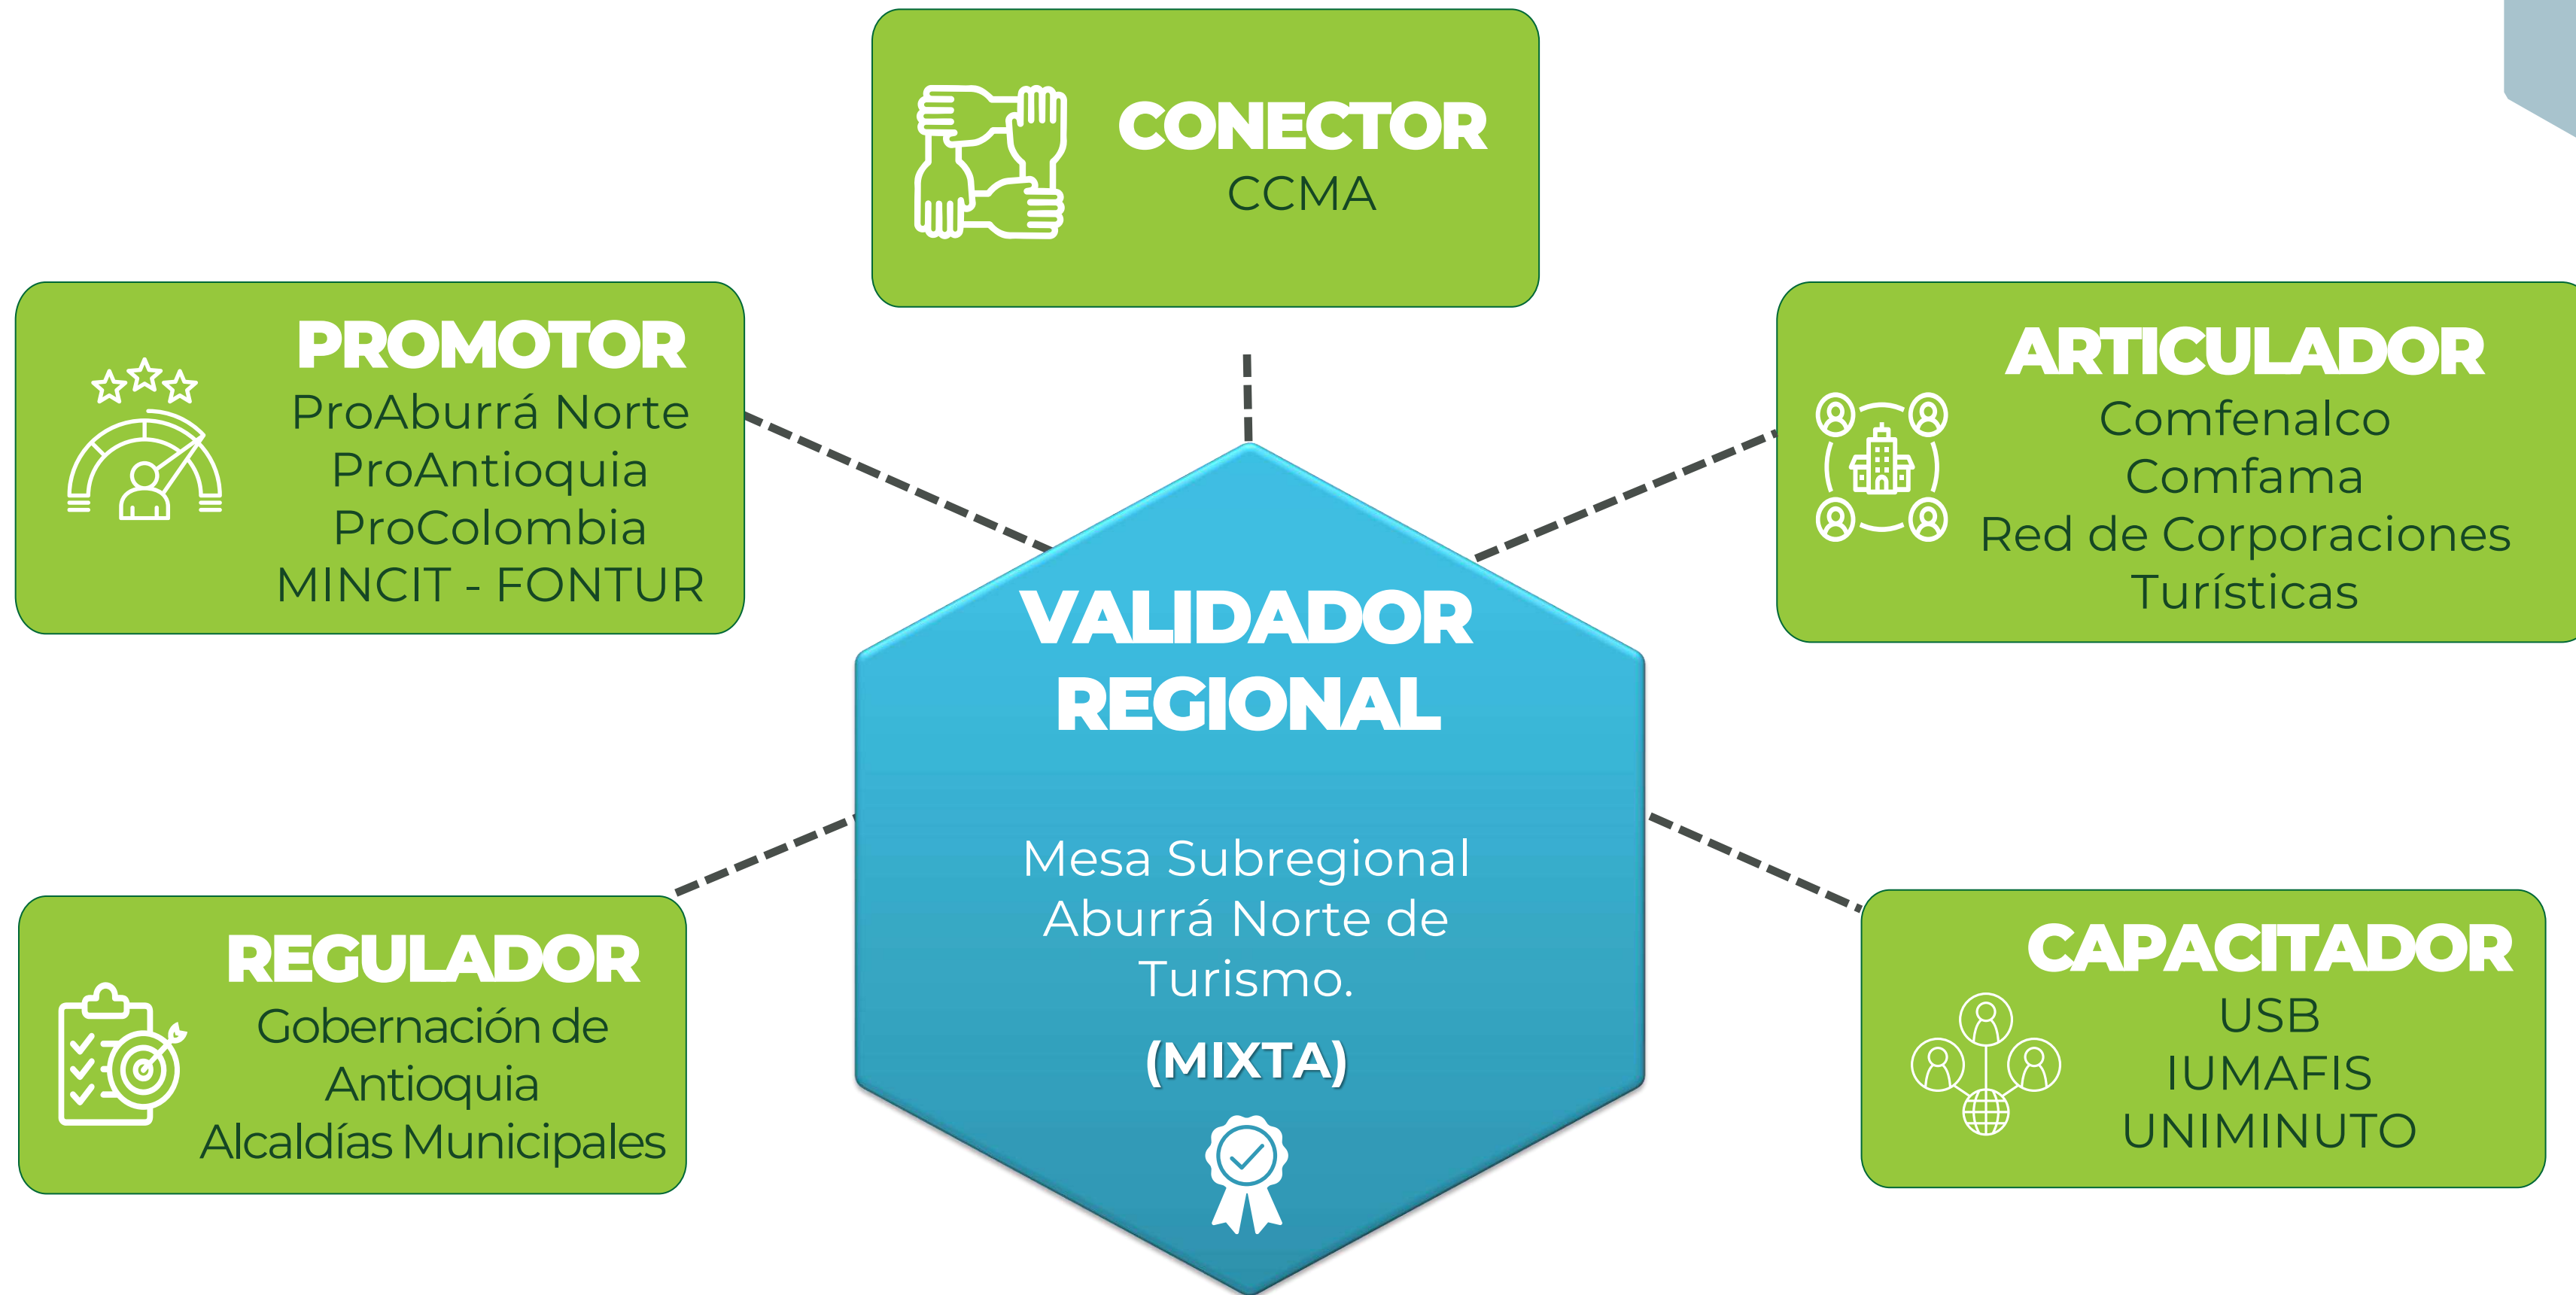 CONECTOR
CCMA
PROMOTOR
ProAburrá Norte
ProAntioquia
ProColombia
MINCIT - FONTUR
ARTICULADOR
Comfenalco
Comfama
Red de Corporaciones
Turísticas
VALIDADOR
REGIONAL
Mesa Subregional
Aburrá Norte de
Turismo.
(MIXTA)
REGULADOR
Gobernación de
Antioquia
Alcaldías Municipales
CAPACITADOR
USB
IUMAFIS
UNIMINUTO